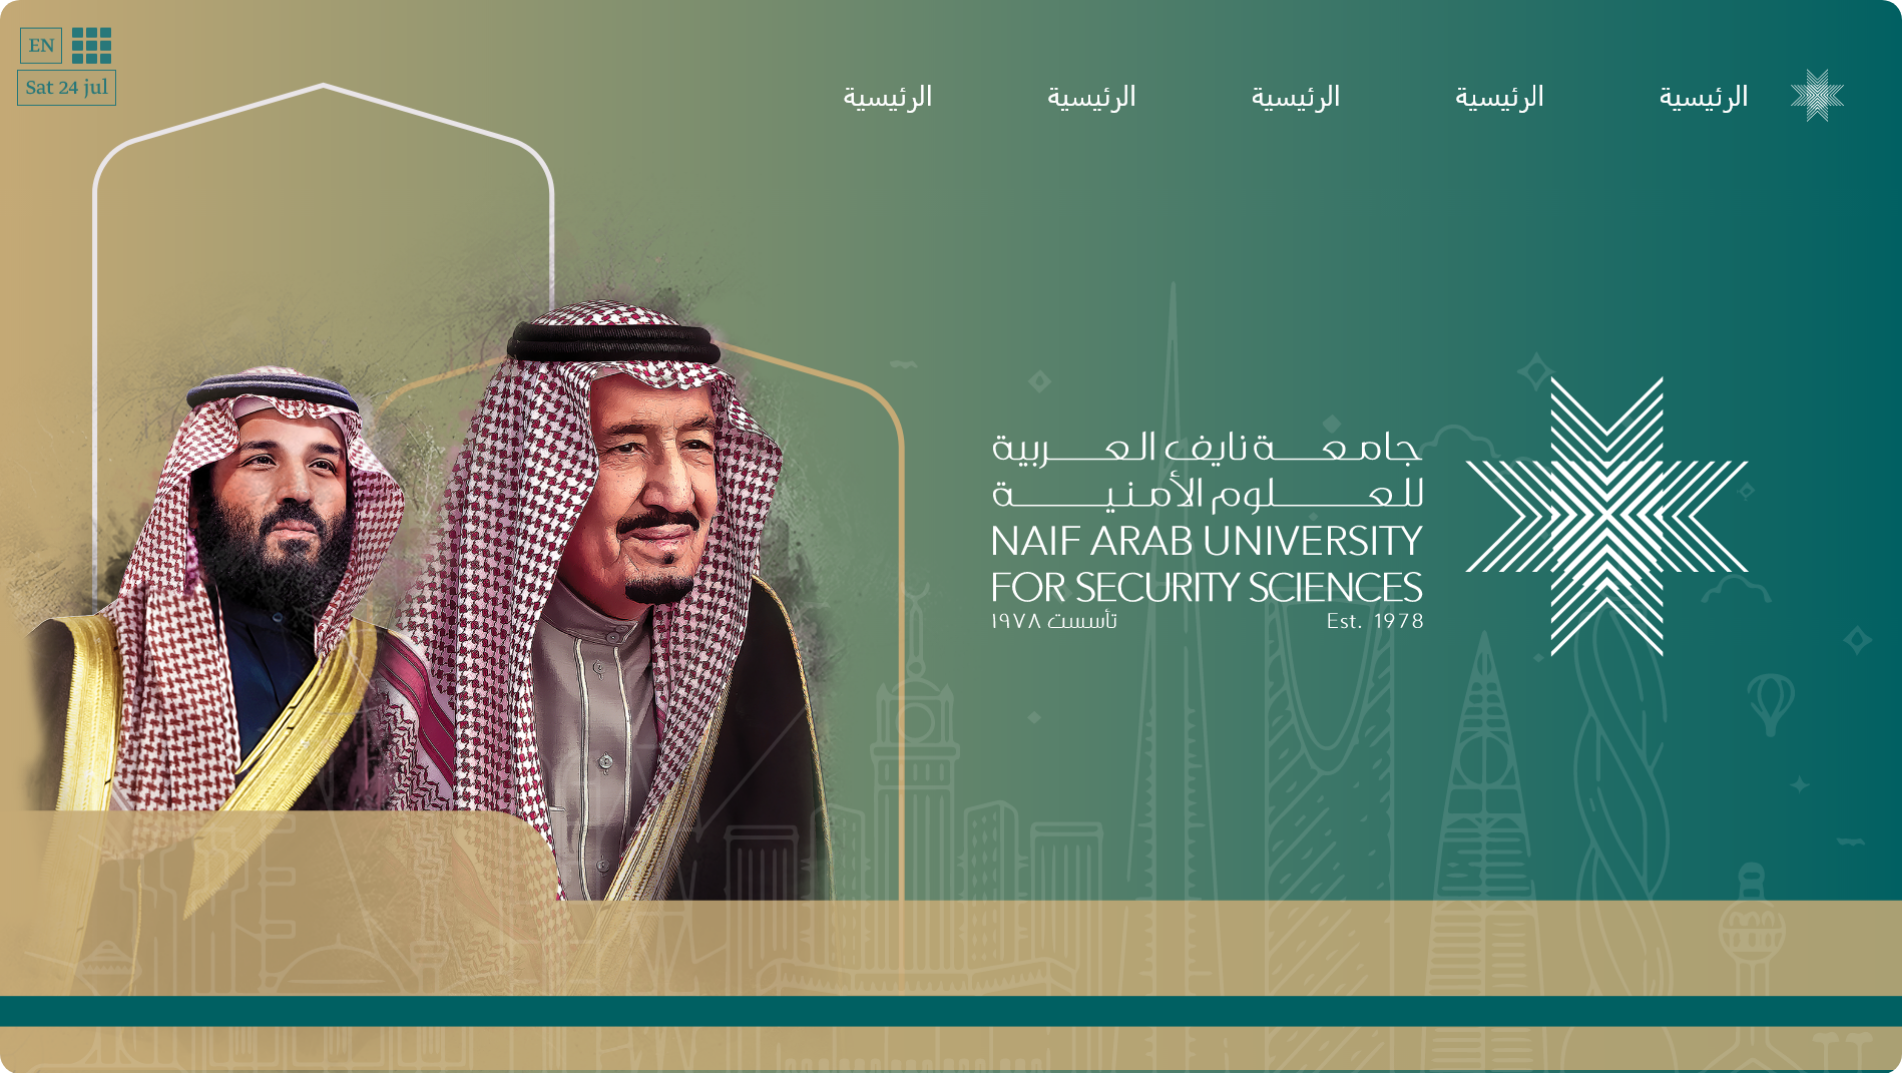 EN
Sat 24 jul
الرئيسية
الرئيسية
الرئيسية
الرئيسية
الرئيسية
جامعة نايف العربية
للعلوم الأمنية
NAIF ARAB UNIVERSITY
FOR SECURITY SCIENCES
تأسست ١٩٧٨
Est. 1978